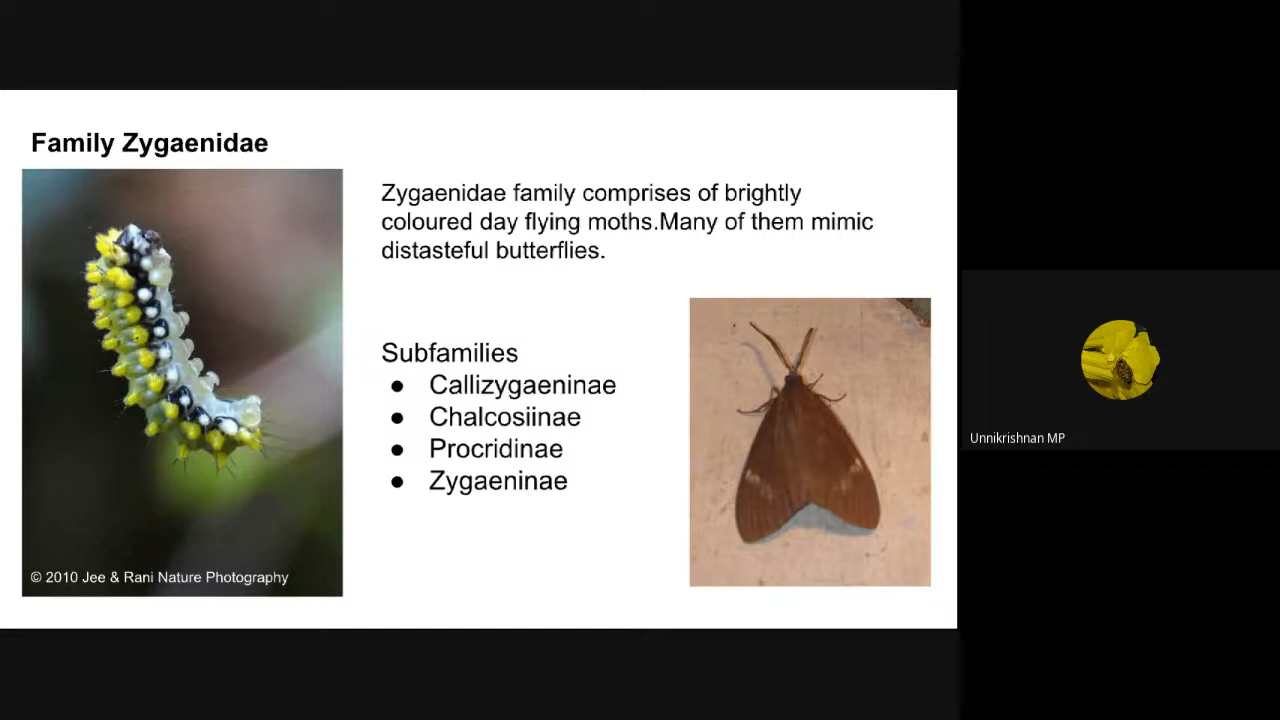 Family Zygaenidae
Zygaenidae family comprises of brightly
coloured day flying moths.Many of them mimic
distasteful butterflies.
Subfamilies
● Callizygaeninae
● Chalcosiinae
● Procridinae
● Zygaeninae
© 2010 Jee & Rani Nature Photography
Unnikrishnan MP